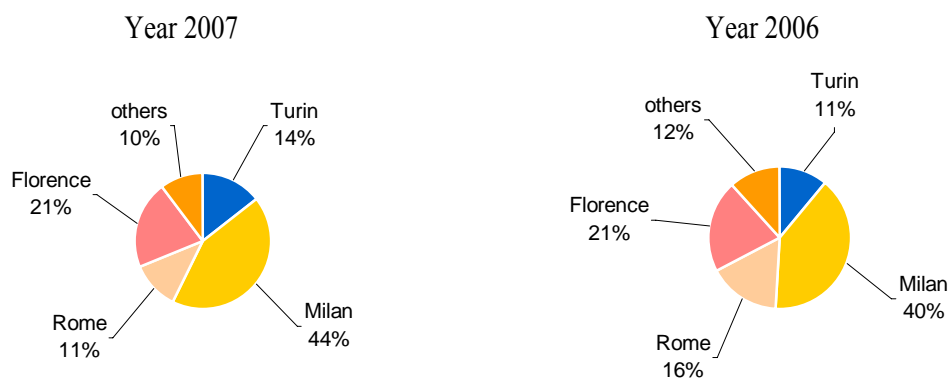 Year 2007
others
10%
Turin
14%
Florence
21%
Rome
11%
Milan
44%
Year 2006
Turin
11%
others
12%
Florence
21%
Milan
40%
Rome
16%